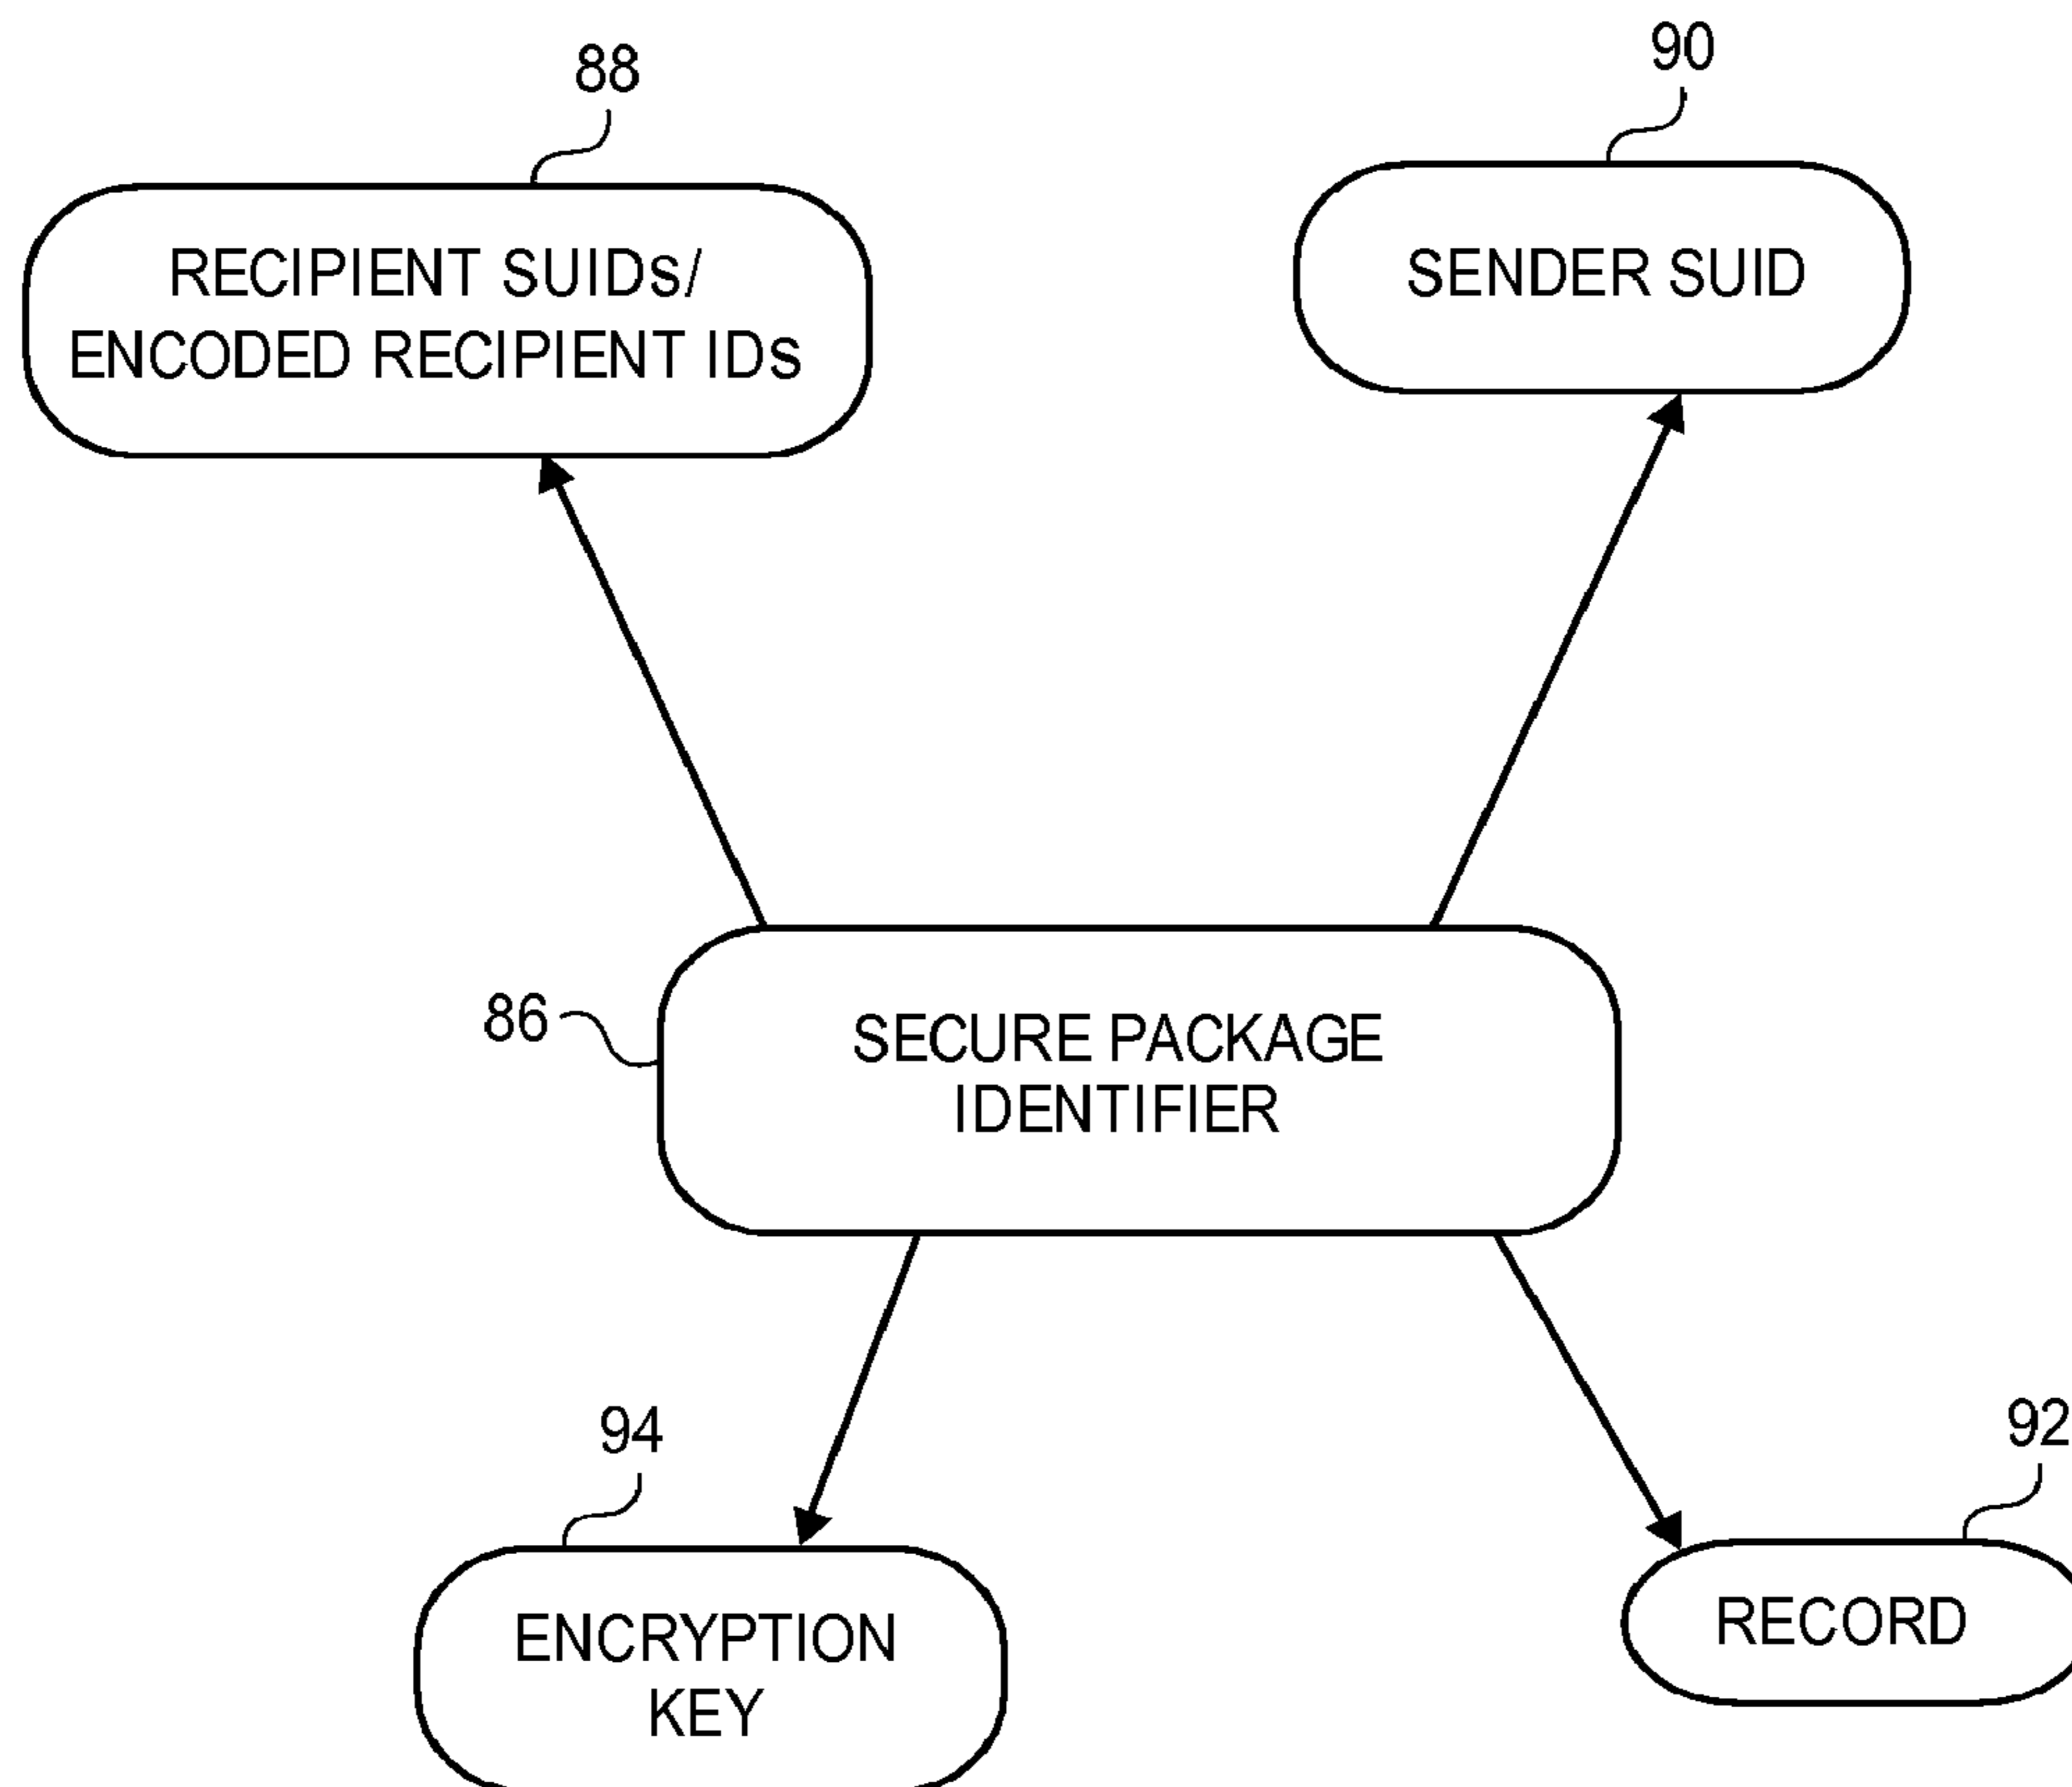 88
90
RECIPIENT SUIDs/
ENCODED RECIPIENT IDs
SENDER SUID
86
SECURE PACKAGE
IDENTIFIER
94
92
ENCRYPTION
KEY
RECORD